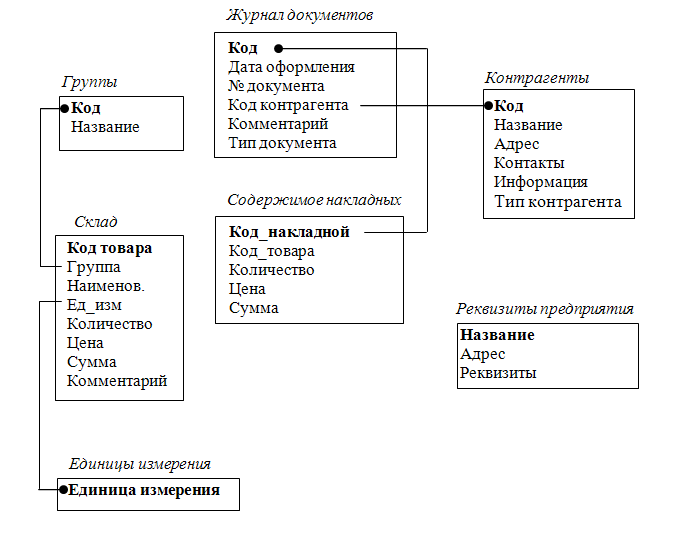 Журнал документов
Код
Дата оформления
№ документа
Код контрагента
Комментарий
Тип документа
Группы
Код
Название
Контрагенты
Код
Название
Адрес
Контакты
Информация
Тип контрагента
Содержимое накладных
Код_накладной
Код_товара
Количество
Цена
Сумма
Склад
Код товара
Группа
Наименов.
Ед_изм
Количество
Цена
Сумма
Комментарий
Реквизиты предприятия
Название
Адрес
Реквизиты
Единицы измерения
Единица измерения